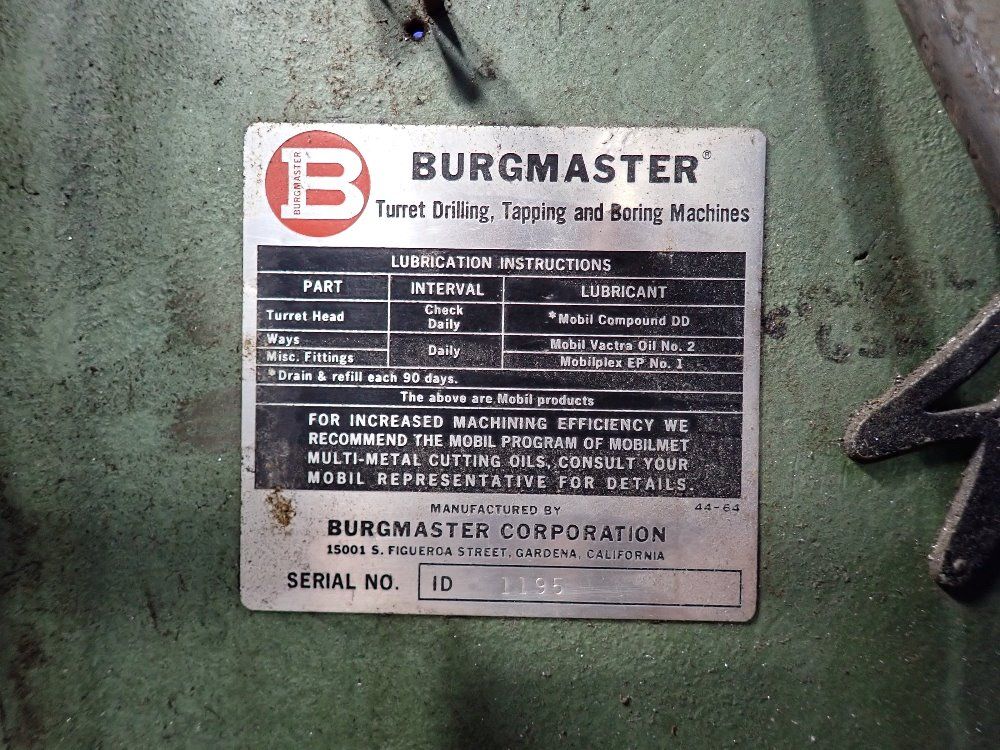 B
BURGMASTER
BURGMASTER®
Turret Drilling, Tapping and Boring Machines
LUBRICATION INSTRUCTIONS
PART INTERVAL LUBRICANT
Turret Head Check Daily *Mobil Compound DD
Ways Daily Mobil Vactra Oil No. 2
Misc. Fittings Mobilplex EP No. 1
*Drain & refill each 90 days.
The above are Mobil products
FOR INCREASED MACHINING EFFICIENCY WE
RECOMMEND THE MOBIL PROGRAM OF MOBILMET
MULTI-METAL CUTTING OILS, CONSULT YOUR
MOBIL REPRESENTATIVE FOR DETAILS.
MANUFACTURED BY 44-64
BURGMASTER CORPORATION
15001 S. FIGUEROA STREET, GARDENA, CALIFORNIA
SERIAL NO. ID 1195